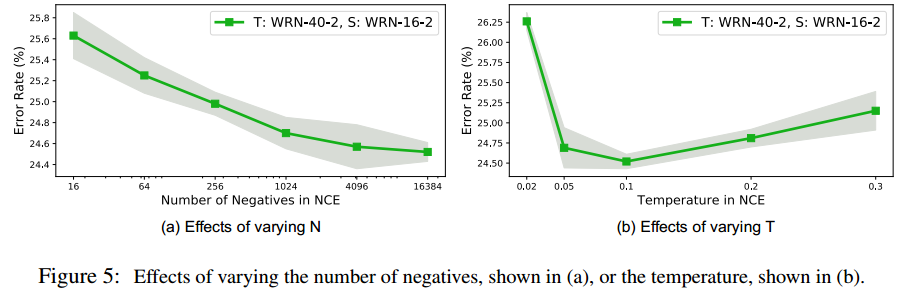 T: WRN-40-2, S: WRN-16-2
Error Rate (%)
25,8
25,6
25,4
25,2
25,0
24.8
24.6
24.4
16 64 256 1024 4096 16384
Number of Negatives in NCE
(a) Effects of varying N
T: WRN-40-2, S: WRN-16-2
Error Rate (%)
26,25
26,00
25,75
25,50
25,25
25,00
24,75
24.50
0.02 0.05 0.1 0.2 0.3
Temperature in NCE
(b) Effects of varying T
Figure 5: Effects of varying the number of negatives, shown in (a), or the temperature, shown in (b).